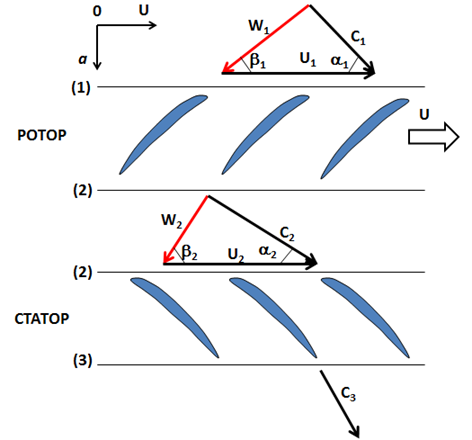 0 U
a
W₁ C₁
β₁ U₁ α₁
(1)
РОТОР
U
(2)
W₂ C₂
β₂ U₂ α₂
(2)
СТАТОР
(3)
C₃